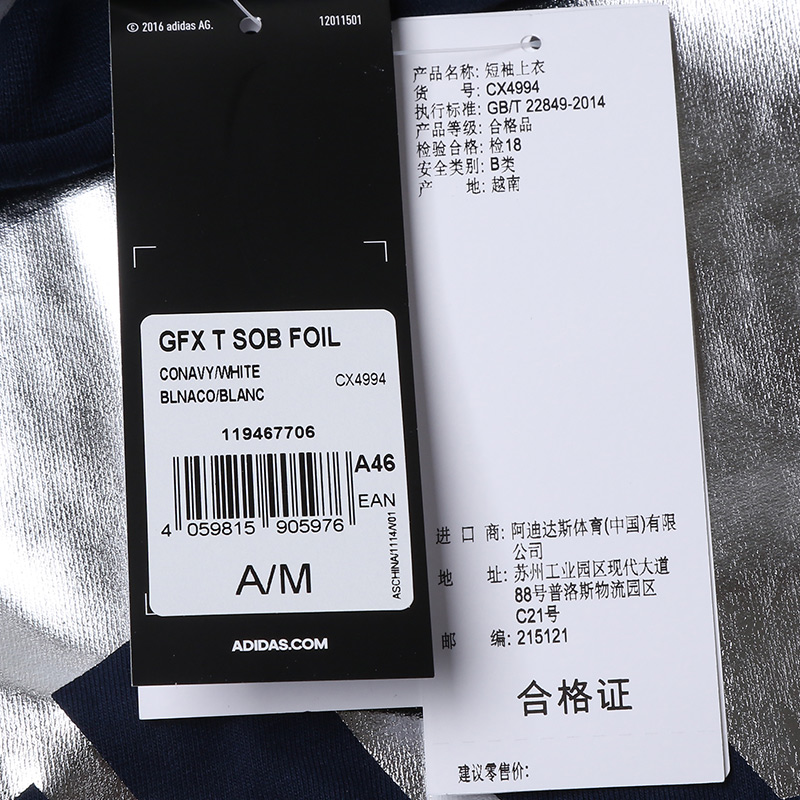 © 2016 adidas AG.
12011501
GFX T SOB FOIL
CONAVY/WHITE
BLNACO/BLANC
CX4994
119467706
A46
EAN
4 059815 905976
ASCHINA/1114/V01
A/M
ADIDAS.COM
产品名称: 短袖上衣
货 号: CX4994
执行标准: GB/T 22849-2014
产品等级: 合格品
检验合格: 检18
安全类别: B类
产 地: 越南
进 口 商: 阿迪达斯体育(中国)有限
公司
地 址: 苏州工业园区现代大道
88号普洛斯物流园区
C21号
邮 编: 215121
合格证
建议零售价: